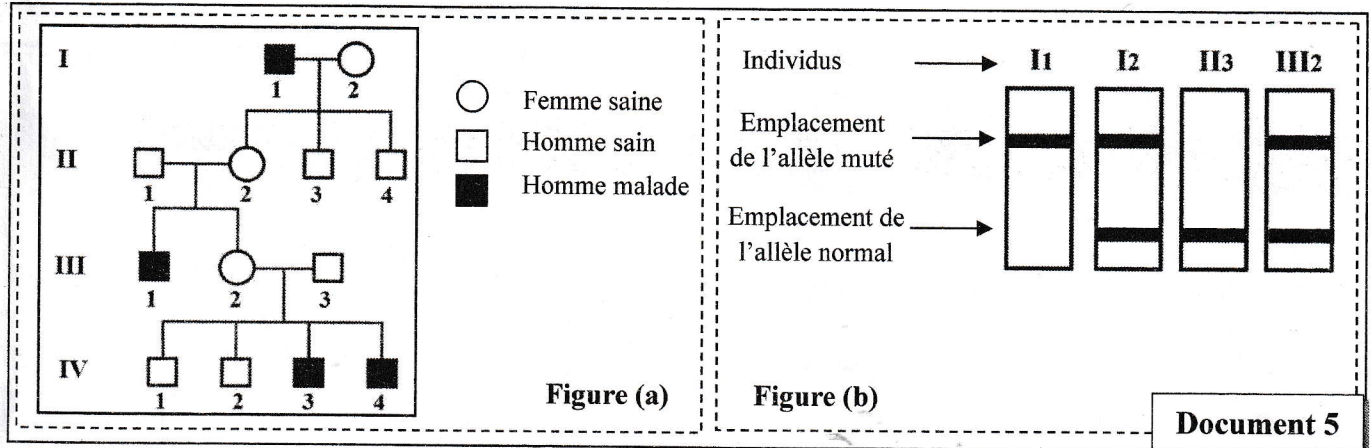 I
1
2
II
1
2
3
4
III
1
2
3
IV
1
2
3
4
Femme saine
Homme sain
Homme malade
Figure (a)
Individus
I1 I2 II3 III2
Emplacement
de l'allèle muté
Emplacement de
l'allèle normal
Figure (b)
Document 5